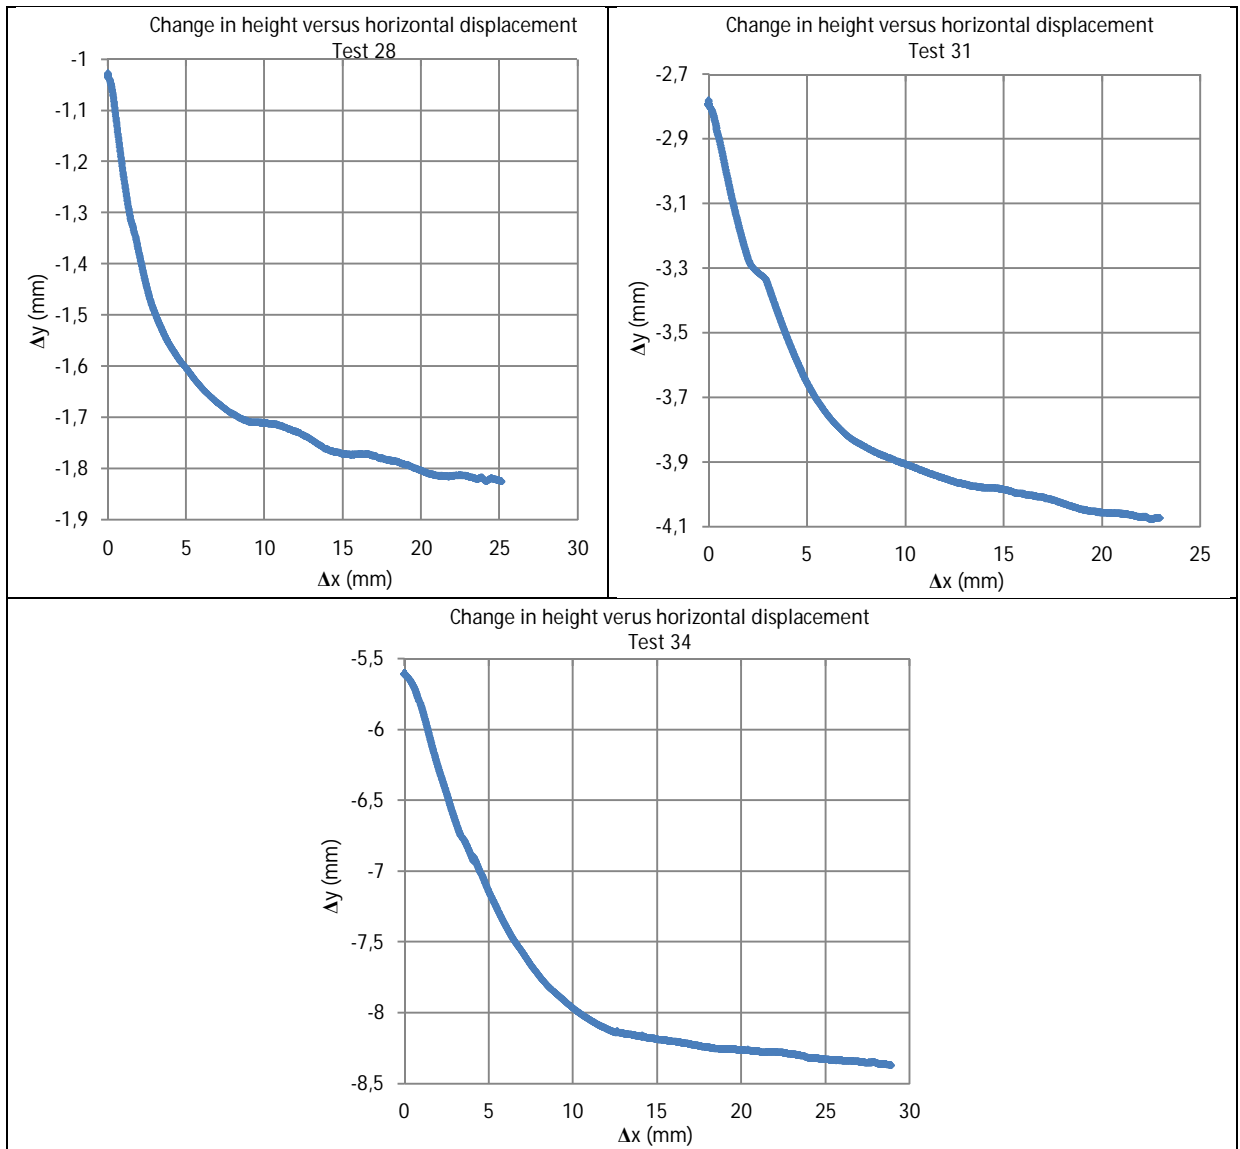 Change in height versus horizontal displacement
Test 28
-1
-1,1
-1,2
-1,3
-1,4
-1,5
-1,6
-1,7
-1,8
-1,9
Δy (mm)
0 5 10 15 20 25 30
Δx (mm)
Change in height versus horizontal displacement
Test 31
-2,7
-2,9
-3,1
-3,3
-3,5
-3,7
-3,9
-4,1
Δy (mm)
0 5 10 15 20 25
Δx (mm)
Change in height verus horizontal displacement
Test 34
-5,5
-6
-6,5
-7
-7,5
-8
-8,5
Δy (mm)
0 5 10 15 20 25 30
Δx (mm)